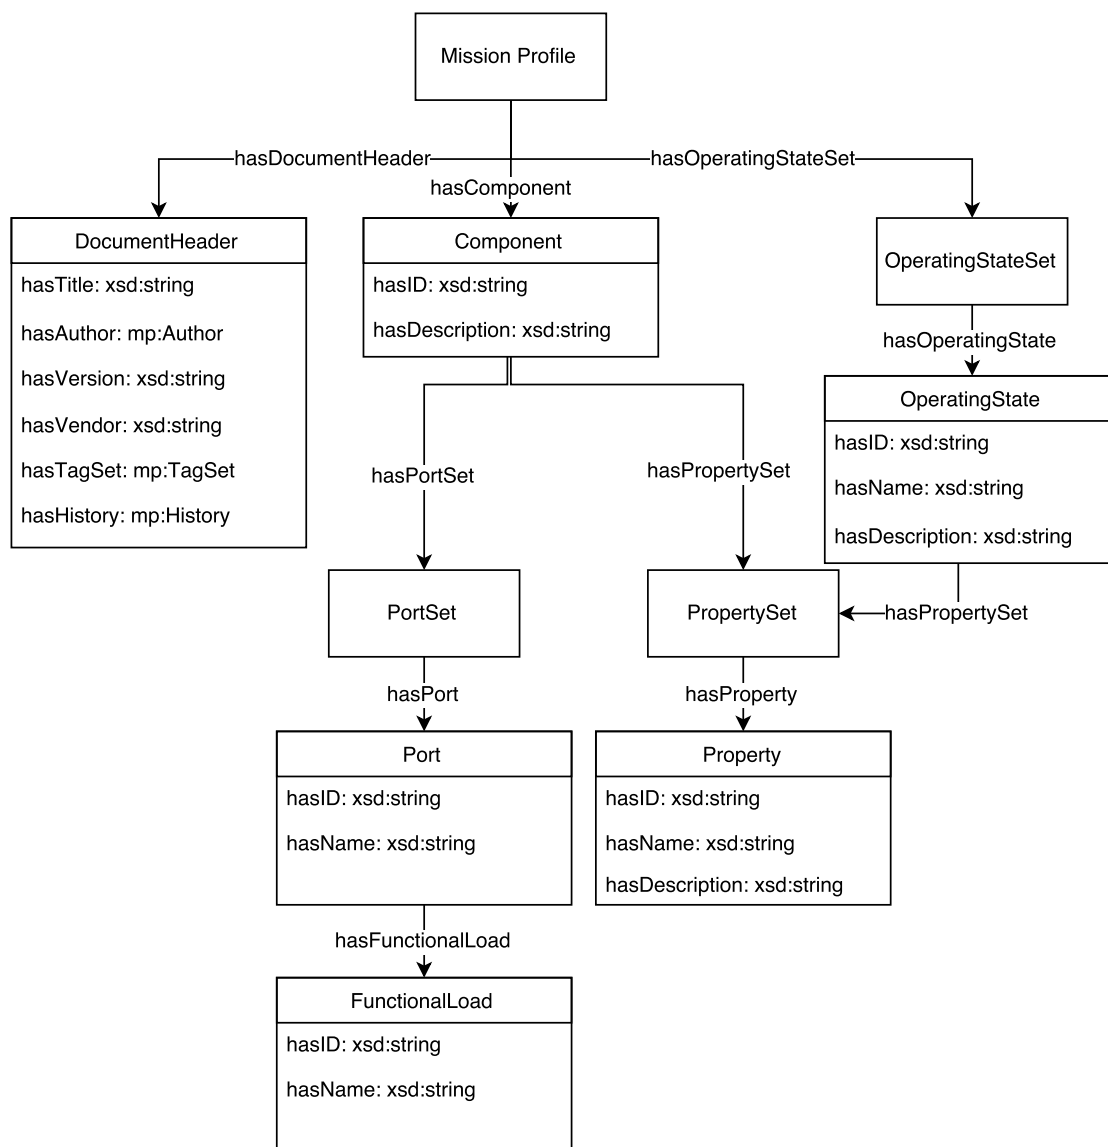 Mission Profile
hasDocumentHeader
hasOperatingStateSet
hasComponent
DocumentHeader
hasTitle: xsd:string
hasAuthor: mp:Author
hasVersion: xsd:string
hasVendor: xsd:string
hasTagSet: mp:TagSet
hasHistory: mp:History
Component
hasID: xsd:string
hasDescription: xsd:string
OperatingStateSet
hasOperatingState
OperatingState
hasID: xsd:string
hasName: xsd:string
hasDescription: xsd:string
hasPortSet
hasPropertySet
PortSet
PropertySet
hasPropertySet
hasPort
hasProperty
Port
hasID: xsd:string
hasName: xsd:string
Property
hasID: xsd:string
hasName: xsd:string
hasDescription: xsd:string
hasFunctionalLoad
FunctionalLoad
hasID: xsd:string
hasName: xsd:string